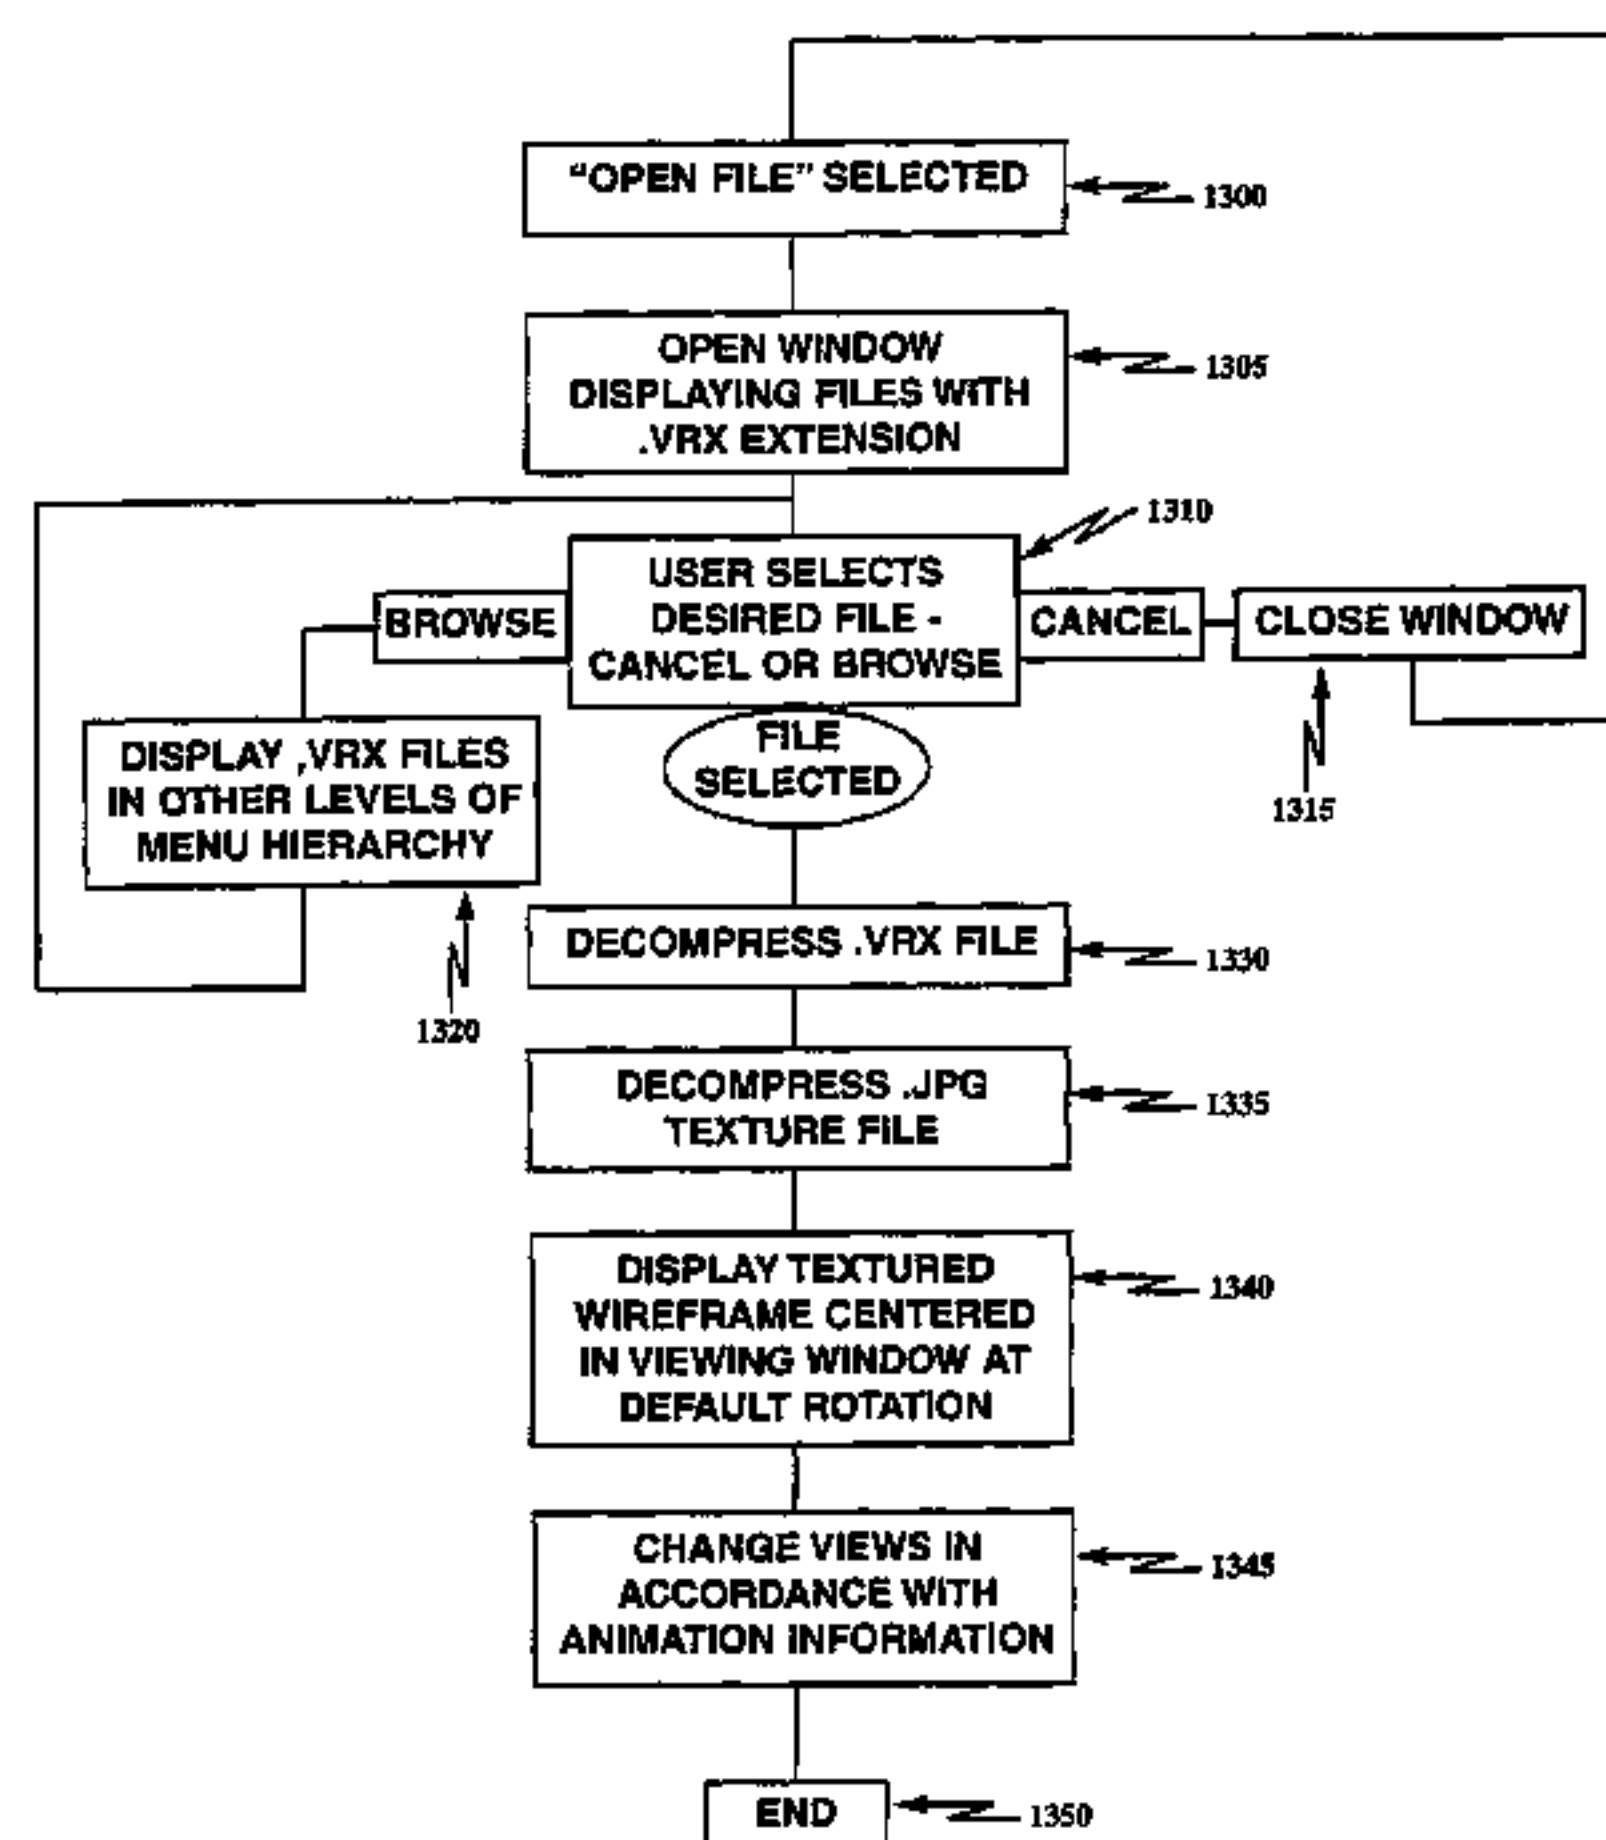 "OPEN FILE" SELECTED
1300
OPEN WINDOW
DISPLAYING FILES WITH
.VRX EXTENSION
1305
1310
USER SELECTS
DESIRED FILE -
CANCEL OR BROWSE
BROWSE
CANCEL
CLOSE WINDOW
1315
FILE
SELECTED
DISPLAY .VRX FILES
IN OTHER LEVELS OF
MENU HIERARCHY
1320
DECOMPRESS .VRX FILE
1330
DECOMPRESS .JPG
TEXTURE FILE
1335
DISPLAY TEXTURED
WIREFRAME CENTERED
IN VIEWING WINDOW AT
DEFAULT ROTATION
1340
CHANGE VIEWS IN
ACCORDANCE WITH
ANIMATION INFORMATION
1345
END
1350